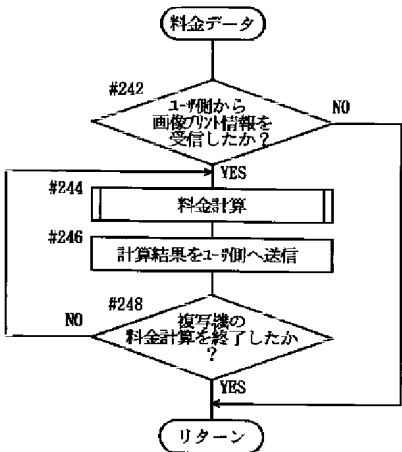 料金データ
#242
ユーザ側から
画像プリント情報を
受信したか?
NO
YES
#244
料金計算
#246
計算結果をユーザ側へ送信
#248
複写機の
料金計算を終了したか
?
NO
YES
リターン